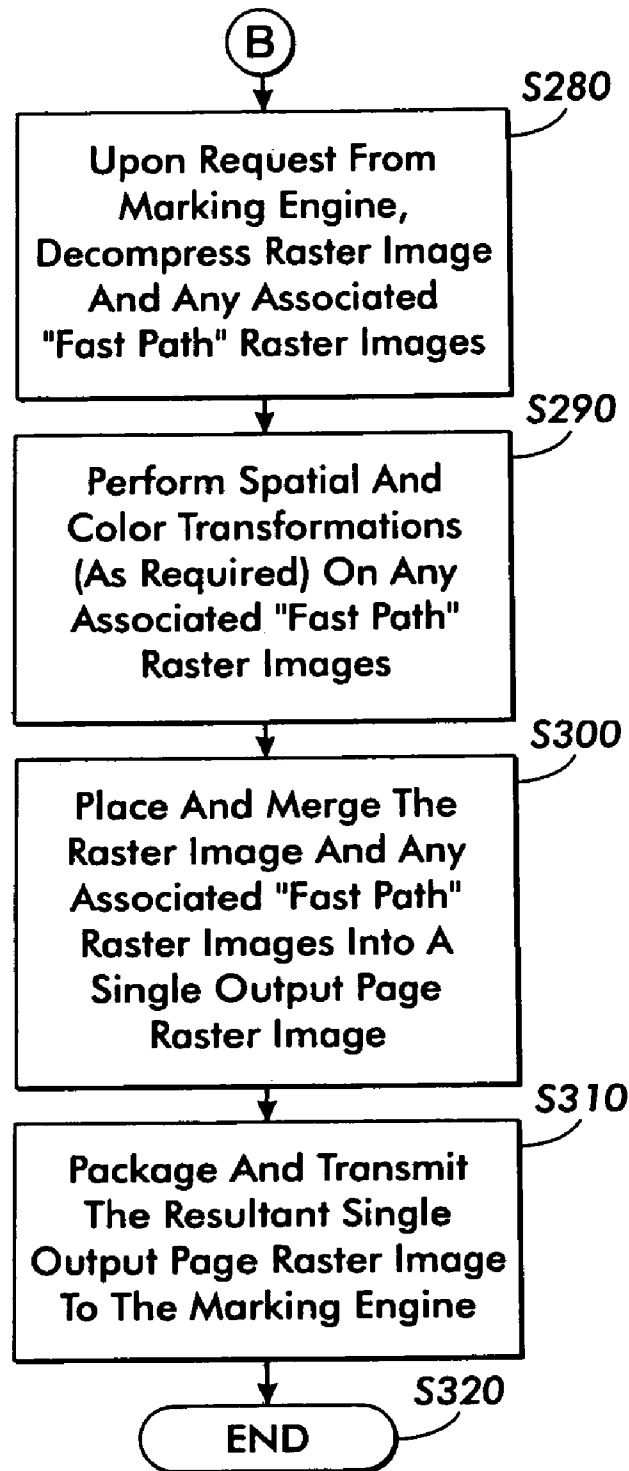 B
S280
Upon Request From
Marking Engine,
Decompress Raster Image
And Any Associated
"Fast Path" Raster Images
S290
Perform Spatial And
Color Transformations
(As Required) On Any
Associated "Fast Path"
Raster Images
S300
Place And Merge The
Raster Image And Any
Associated "Fast Path"
Raster Images Into A
Single Output Page
Raster Image
S310
Package And Transmit
The Resultant Single
Output Page Raster Image
To The Marking Engine
S320
END